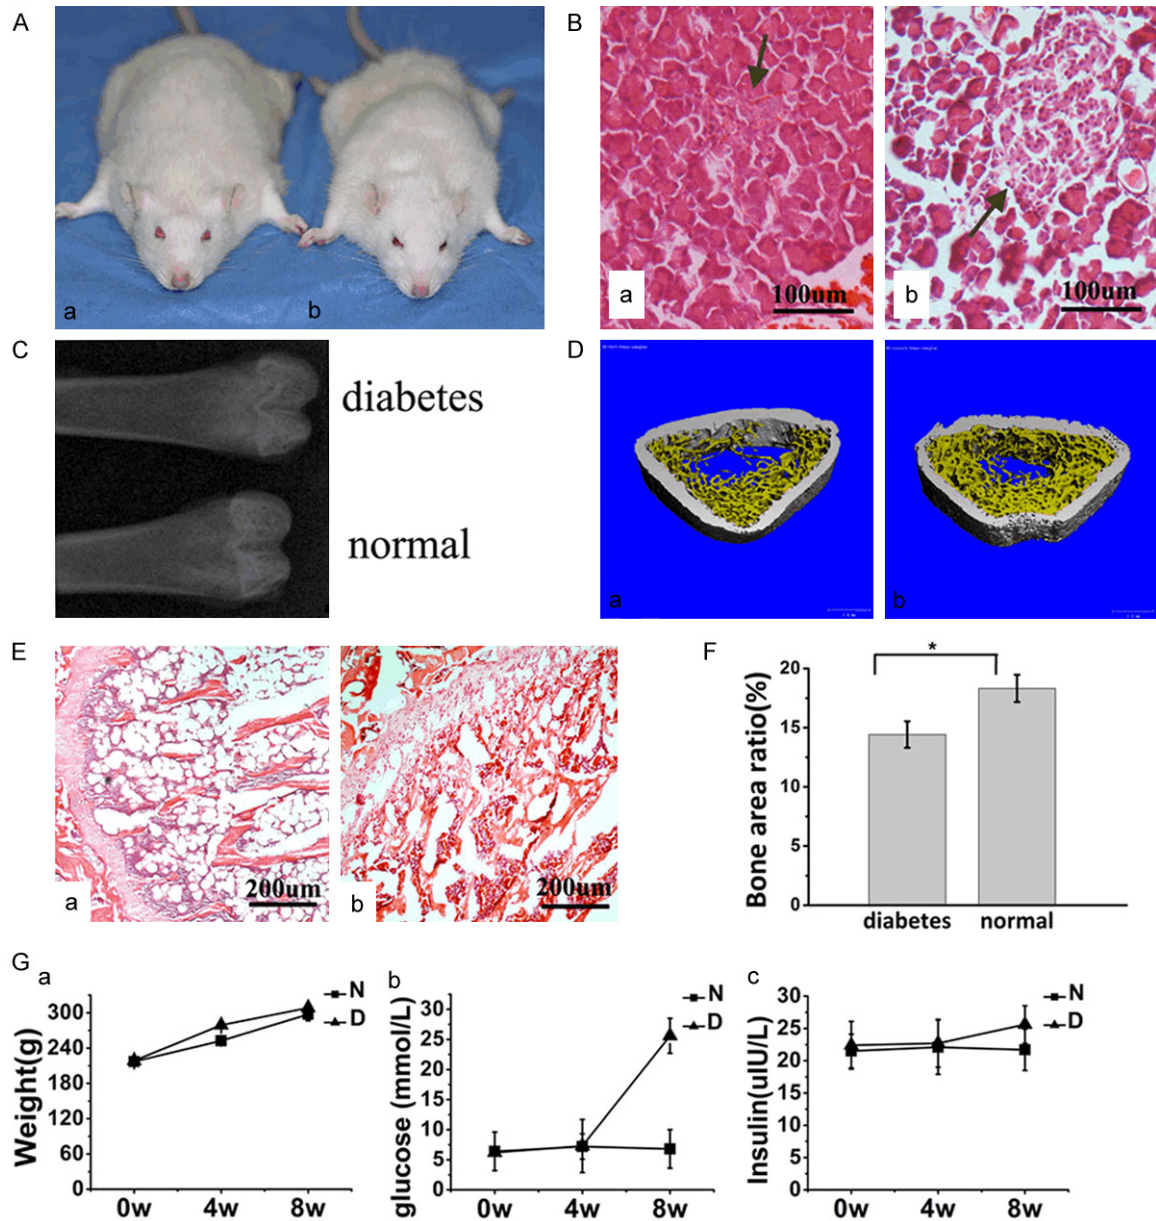 A
a
b
B
a
100um
b
100um
C
diabetes
normal
D
a
b
E
a
200um
b
200um
F
*
Bone area ratio(%)
20
15
10
5
0
diabetes
normal
G
a
N
D
Weight(g)
300
240
180
120
60
0
0w
4w
8w
b
N
D
glucose (mmol/L)
30
25
20
15
10
5
0
0w
4w
8w
c
N
D
Insulin(uIU/L)
30
25
20
15
10
5
0
0w
4w
8w